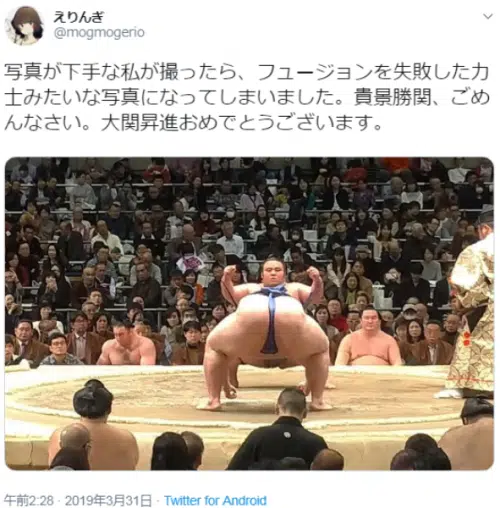 えりんぎ
@mogmogerio
写真が下手な私が撮ったら、フュージョンを失敗した力
士みたいな写真になってしまいました。貴景勝関、ごめ
んなさい。大関昇進おめでとうございます。
午前2:28 · 2019年3月31日 · Twitter for Android